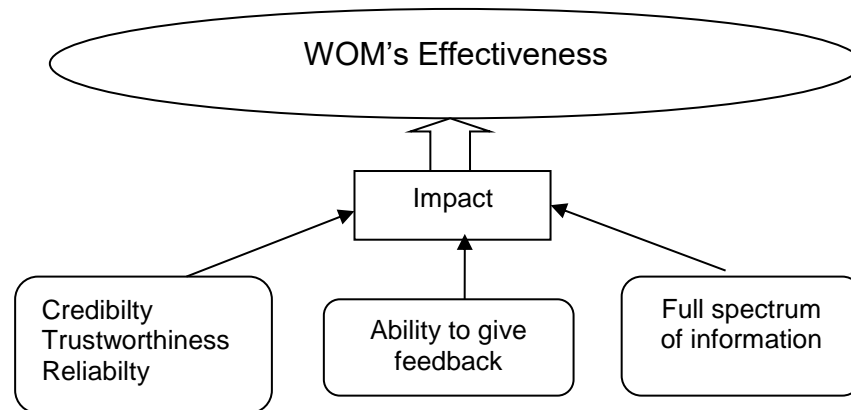 WOM’s Effectiveness
Impact
Credibilty
Trustworthiness
Reliabilty
Ability to give
feedback
Full spectrum
of information